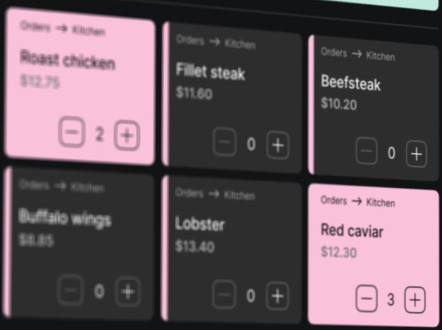 Orders → Kitchen
Roast chicken
$12.75
2
Orders → Kitchen
Fillet steak
$11.60
0
Orders → Kitchen
Beefsteak
$10.20
0
Orders → Kitchen
Buffalo wings
$8.85
0
Orders → Kitchen
Lobster
$13.40
0
Orders → Kitchen
Red caviar
$12.30
3